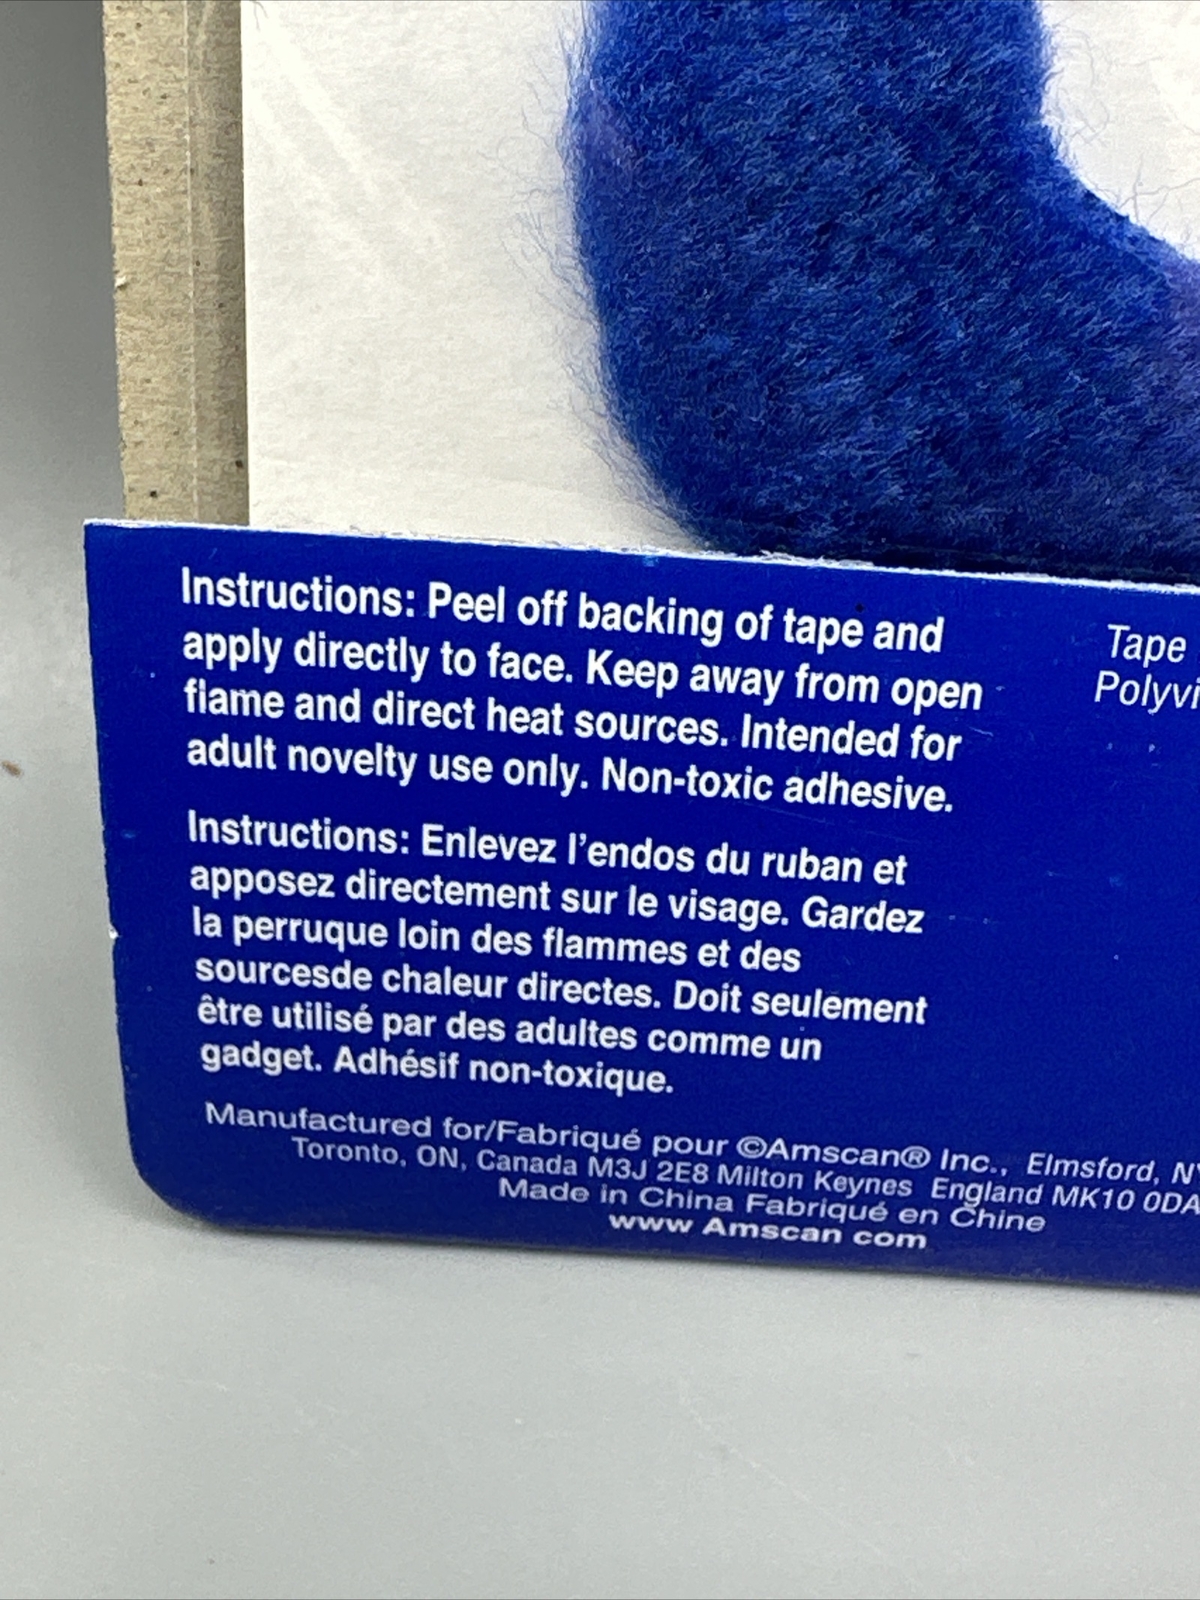 Instructions: Peel off backing of tape and
apply directly to face. Keep away from open
flame and direct heat sources. Intended for
adult novelty use only. Non-toxic adhesive.
Instructions: Enlevez l'endos du ruban et
apposez directement sur le visage. Gardez
la perruque loin des flammes et des
sourcesde chaleur directes. Doit seulement
être utilisé par des adultes comme un
gadget. Adhésif non-toxique.
Manufactured for/Fabriqué pour ©Amscan® Inc., Elmsford, NY
Toronto, ON, Canada M3J 2E8 Milton Keynes England MK10 0DA
Made in China Fabriqué en Chine
www Amscan com
Tape